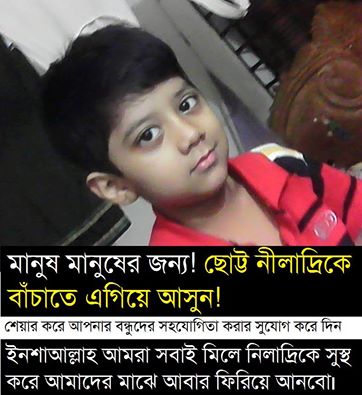 মানুষ মানুষের জন্য! ছোট্ট নীলাদ্রিকে
বাঁচাতে এগিয়ে আসুন!
শেয়ার করে আপনার বন্ধুদের সহযোগিতা করার সুযোগ করে দিন
ইনশাআল্লাহ আমরা সবাই মিলে নিলাদ্রিকে সুস্থ
করে আমাদের মাঝে আবার ফিরিয়ে আনবো।